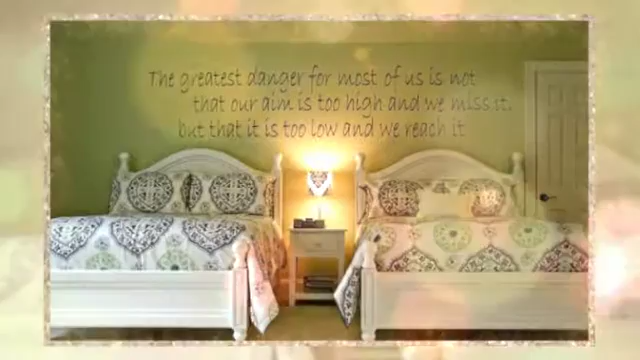 The greatest danger for most of us is not
that our aim is too high and we miss it,
but that it is too low and we reach it